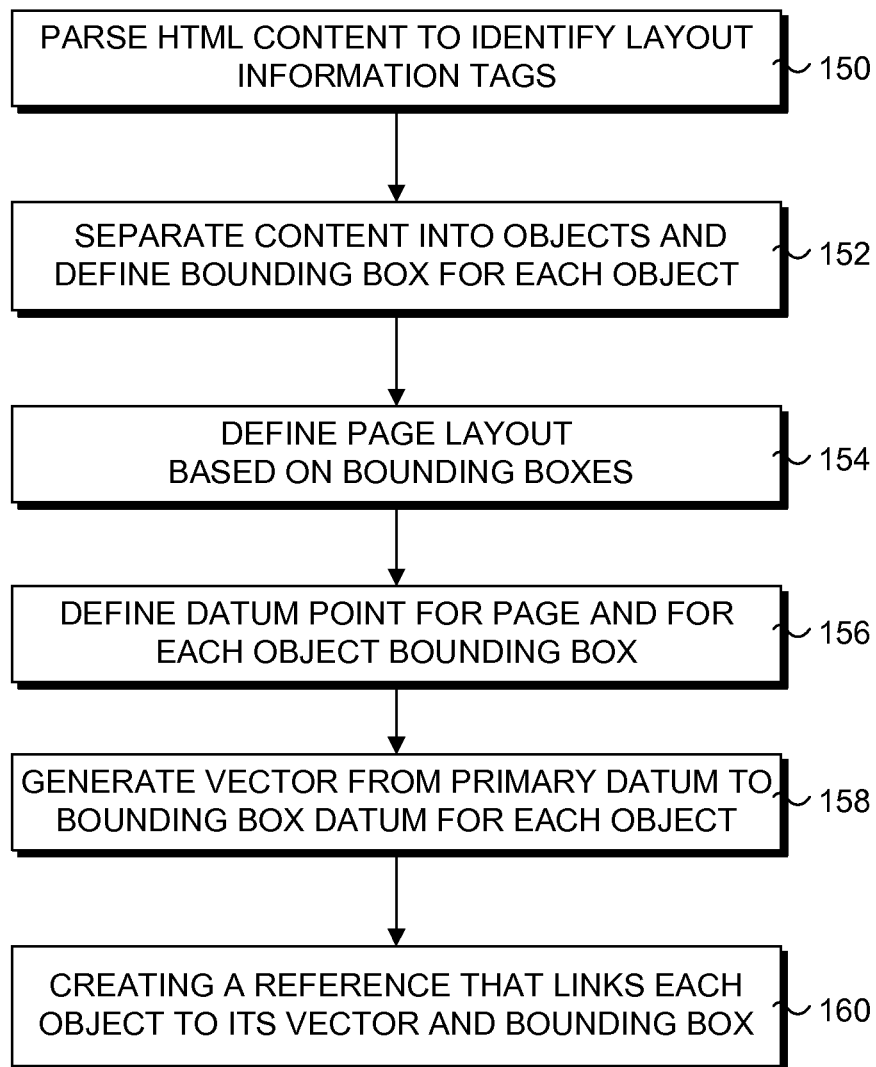 PARSE HTML CONTENT TO IDENTIFY LAYOUT
INFORMATION TAGS
150
SEPARATE CONTENT INTO OBJECTS AND
DEFINE BOUNDING BOX FOR EACH OBJECT
152
DEFINE PAGE LAYOUT
BASED ON BOUNDING BOXES
154
DEFINE DATUM POINT FOR PAGE AND FOR
EACH OBJECT BOUNDING BOX
156
GENERATE VECTOR FROM PRIMARY DATUM TO
BOUNDING BOX DATUM FOR EACH OBJECT
158
CREATING A REFERENCE THAT LINKS EACH
OBJECT TO ITS VECTOR AND BOUNDING BOX
160